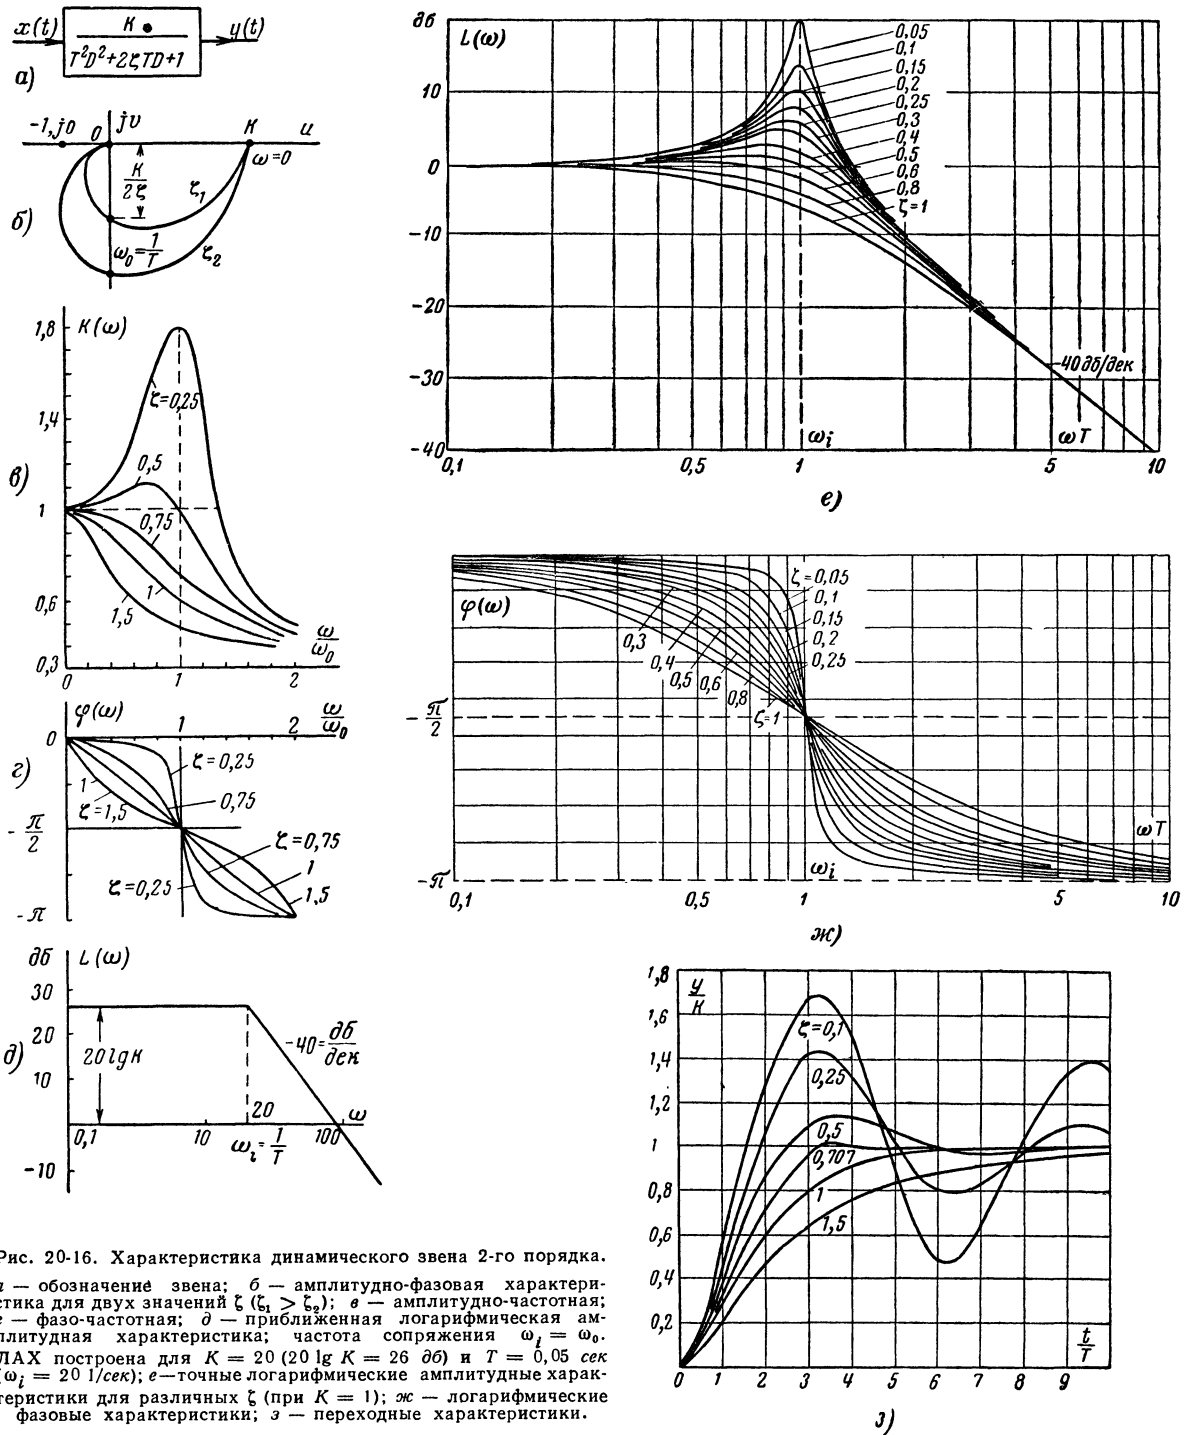 x(t)
K
T²D²+2ζTD+1
y(t)
а)
-1,j0
0
jv
K
u
ω=0
K/2ζ
ζ₁
ω₀=1/T
ζ₂
б)
1,8
K(ω)
ζ=0,25
1,4
0,5
в)
1
0,75
1
0,6
1,5
ω/ω₀
0,3
0
1
2
φ(ω)
1
2
ω/ω₀
0
г)
ζ=0,25
1
ζ=1,5
0,75
-π/2
ζ=0,75
1
ζ=0,25
1,5
-π
дб
L(ω)
30
20
-40=дб/дек
д)
20lgK
10
20
ω
0,1
10
ωᵢ=1/T
100
-10
дб
L(ω)
0,05
0,1
0,15
0,2
0,25
0,3
0,4
0,5
0,6
0,8
ζ=1
10
0
-10
-20
-30
-40дб/дек
-40
ωᵢ
ωT
0,1
0,5
1
5
10
е)
φ(ω)
ζ=0,05
0,1
0,15
0,2
0,25
0,3
0,4
0,5
0,6
0,8
ζ=1
-π/2
ωT
-π
ωᵢ
0,1
0,5
1
5
10
ж)
1,8
y/K
1,6
ζ=0,1
1,4
0,25
1,2
0,5
1
0,707
0,8
1
1,5
0,6
0,4
0,2
t/T
0
1
2
3
4
5
6
7
8
9
з)
Рис. 20-16. Характеристика динамического звена 2-го порядка.
а — обозначение звена; б — амплитудно-фазовая характери-
стика для двух значений ζ (ζ₁ > ζ₂); в — амплитудно-частотная;
г — фазо-частотная; д — приближенная логарифмическая ам-
плитудная характеристика; частота сопряжения ωᵢ = ω₀.
ЛАХ построена для K = 20 (20 lg K = 26 дб) и T = 0,05 сек
(ωᵢ = 20 1/сек); е—точные логарифмические амплитудные харак-
теристики для различных ζ (при K = 1); ж — логарифмические
фазовые характеристики; з — переходные характеристики.